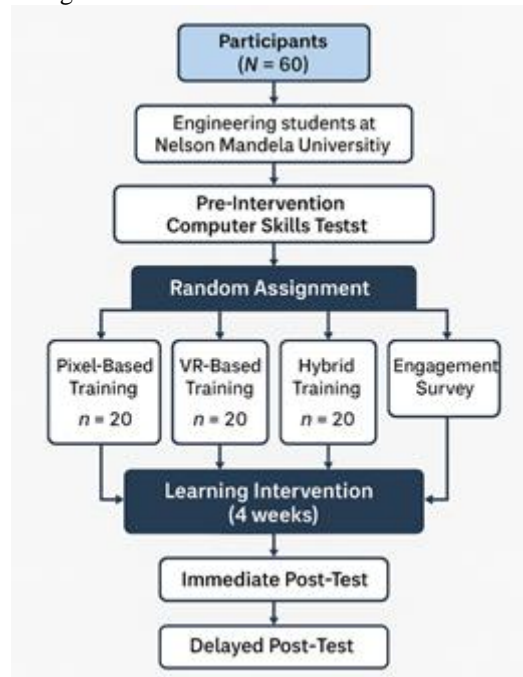 Participants
(N = 60)
Engineering students at
Nelson Mandela Universitiy
Pre-Intervention
Computer Skills Testst
Random Assignment
Pixel-Based
Training
n = 20
VR-Based
Training
n = 20
Hybrid
Training
n = 20
Engagement
Survey
Learning Intervention
(4 weeks)
Immediate Post-Test
Delayed Post-Test